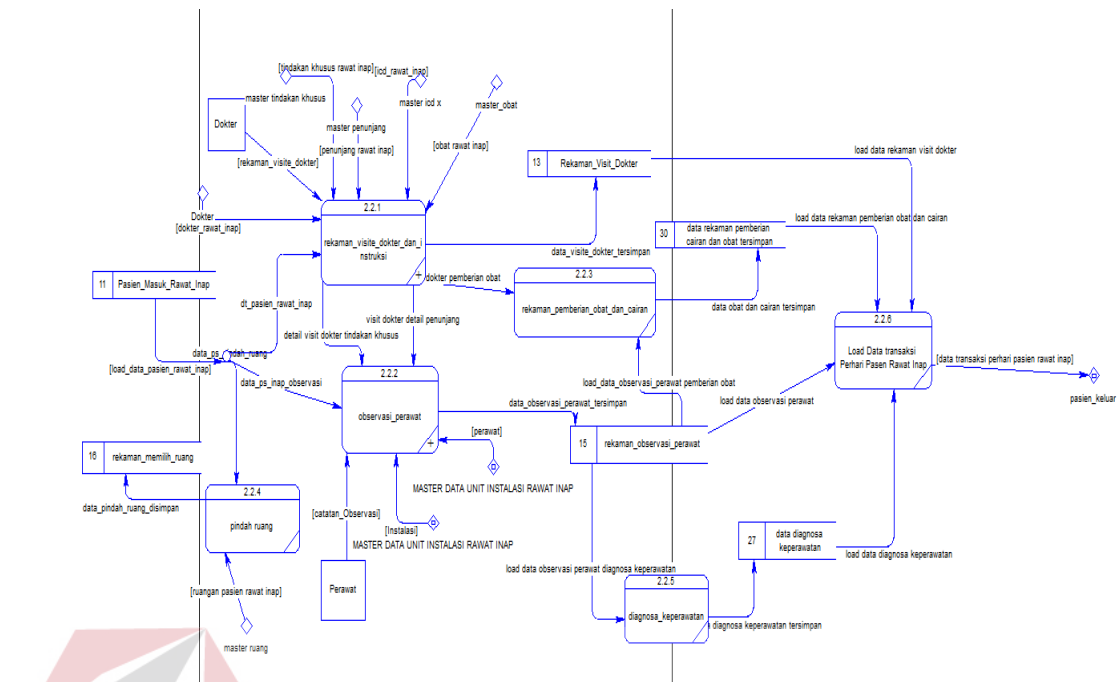 [tindakan khusus rawat inap]
[icd_rawat_inap]
master tindakan khusus
master icd x
master_obat
Dokter
master penunjang
[penunjang rawat inap]
[obat rawat inap]
[rekaman_visite_dokter]
13 Rekaman_Visit_Dokter
load data rekaman visit dokter
Dokter
[dokter_rawat_inap]
2.2.1
rekaman_visite_dokter_dan_i
nstruksi
30 data rekaman pemberian
cairan dan obat tersimpan
load data rekaman pemberian obat dan cairan
data_visite_dokter_tersimpan
11 Pasien_Masuk_Rawat_Inap
dokter pemberian obat
2.2.3
rekaman_pemberian_obat_dan_cairan
dt_pasien_rawat_inap
data obat dan cairan tersimpan
visit dokter detail penunjang
detail visit dokter tindakan khusus
2.2.6
Load Data transaksi
Perhari Pasen Rawat Inap
[data transaksi perhari pasien rawat inap]
pasien_keluar
[load_data_pasien_rawat_inap]
data_ps_inap_observasi
2.2.2
observasi_perawat
load_data_observasi_perawat pemberian obat
load data observasi perawat
data_observasi_perawat_tersimpan
[perawat]
15 rekaman_observasi_perawat
16 rekaman_memilih_ruang
MASTER DATA UNIT INSTALASI RAWAT INAP
2.2.4
pindah ruang
data_pindah_ruang_disimpan
[catatan_Observasi]
[Instalasi]
MASTER DATA UNIT INSTALASI RAWAT INAP
27 data diagnosa
keperawatan
load data diagnosa keperawatan
load data observasi perawat diagnosa keperawatan
[ruangan pasien rawat inap]
Perawat
2.2.5
diagnosa_keperawatan
diagnosa keperawatan tersimpan
master ruang